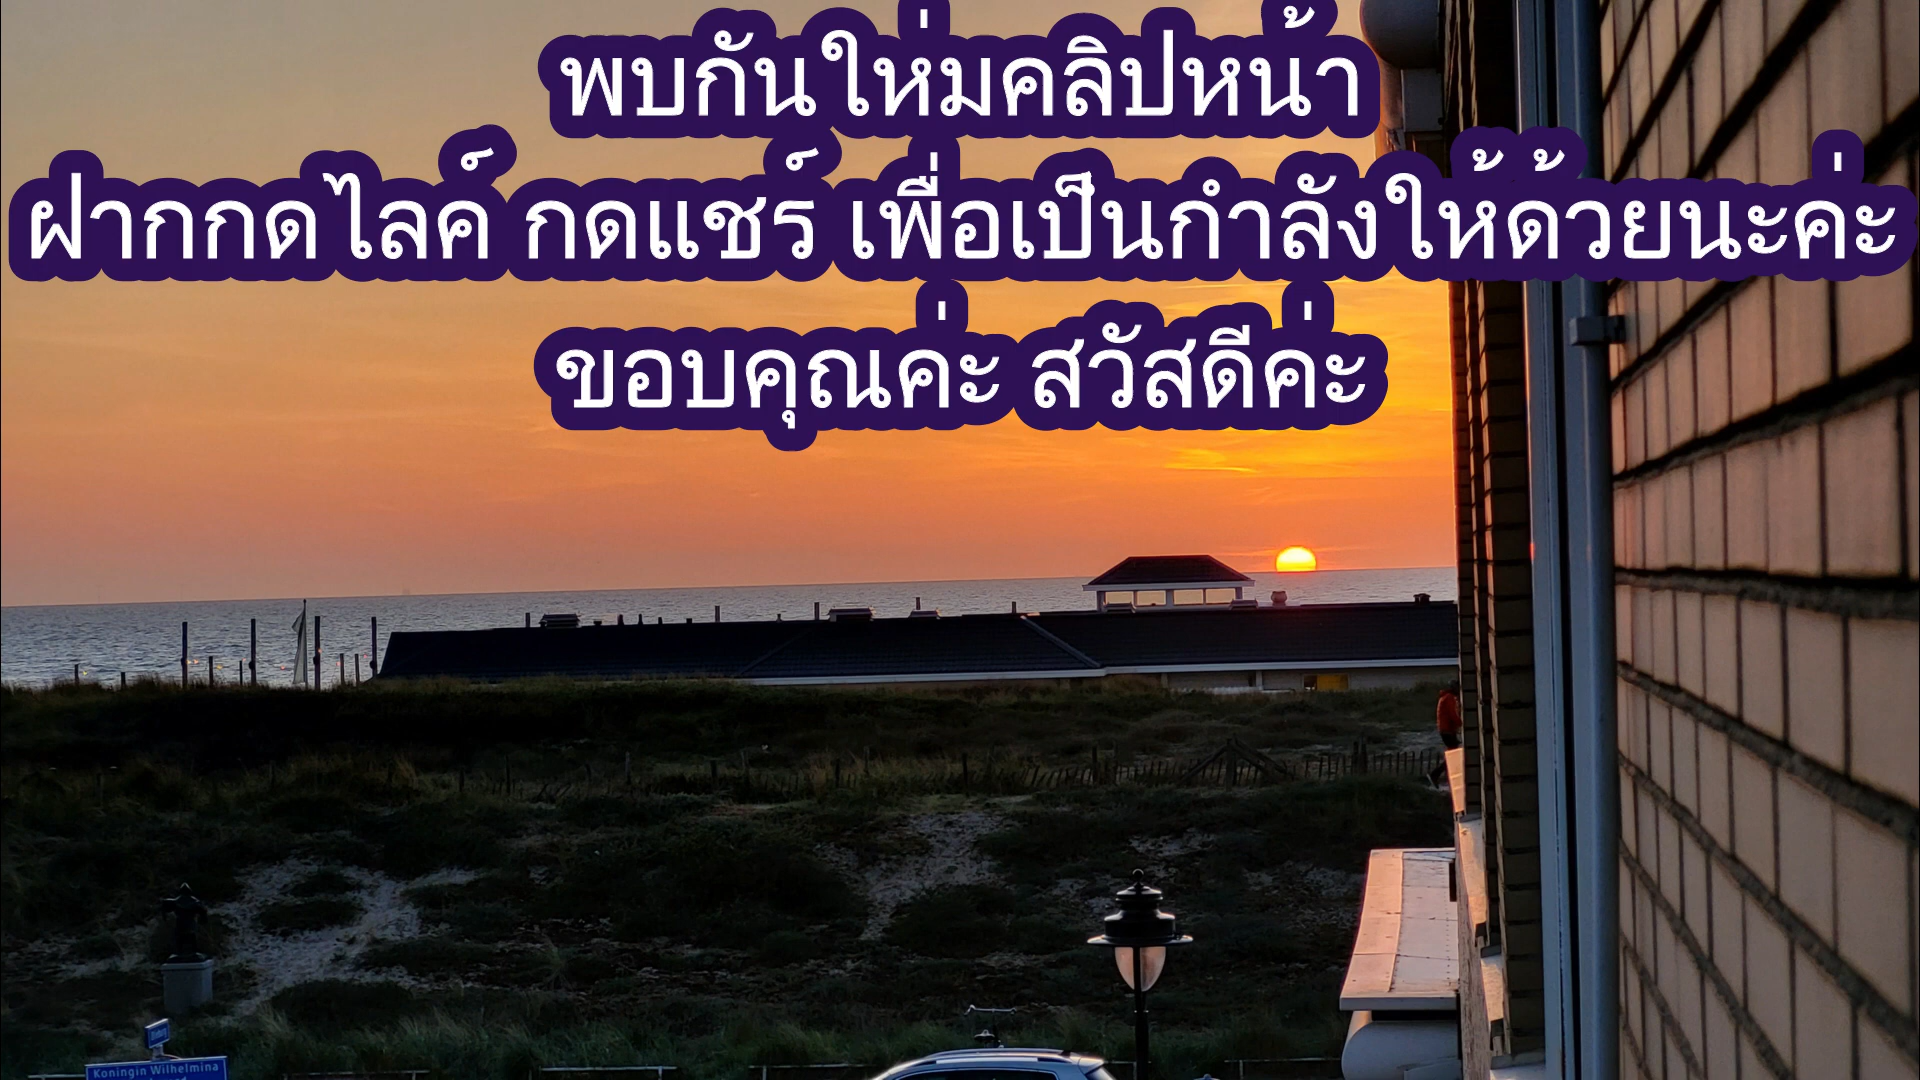 พบกันให่มคลิปหน้า
ฝากกดไลค์ กดแชร์ เพื่อเป็นกำลังให้ด้วยนะค่ะ
ขอบคุณค่ะ สวัสดีค่ะ
Koningin Wilhelmina